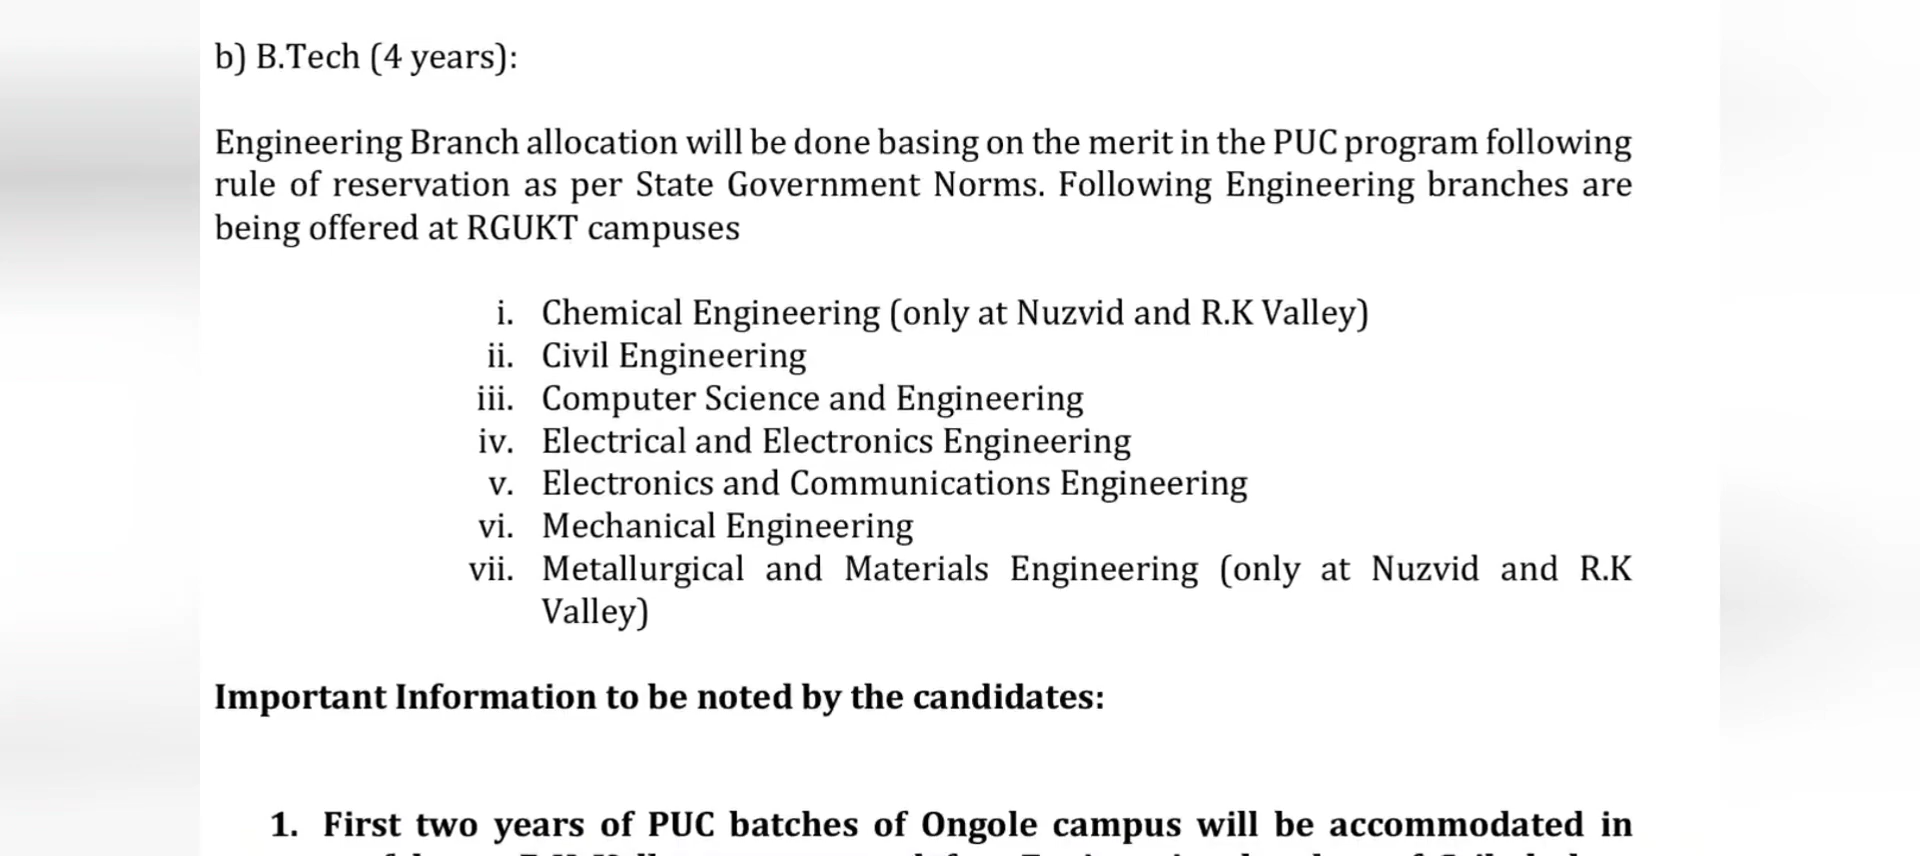 b) B.Tech (4 years):
Engineering Branch allocation will be done basing on the merit in the PUC program following
rule of reservation as per State Government Norms. Following Engineering branches are
being offered at RGUKT campuses
i. Chemical Engineering (only at Nuzvid and R.K Valley)
ii. Civil Engineering
iii. Computer Science and Engineering
iv. Electrical and Electronics Engineering
v. Electronics and Communications Engineering
vi. Mechanical Engineering
vii. Metallurgical and Materials Engineering (only at Nuzvid and R.K
Valley)
Important Information to be noted by the candidates:
1. First two years of PUC batches of Ongole campus will be accommodated in